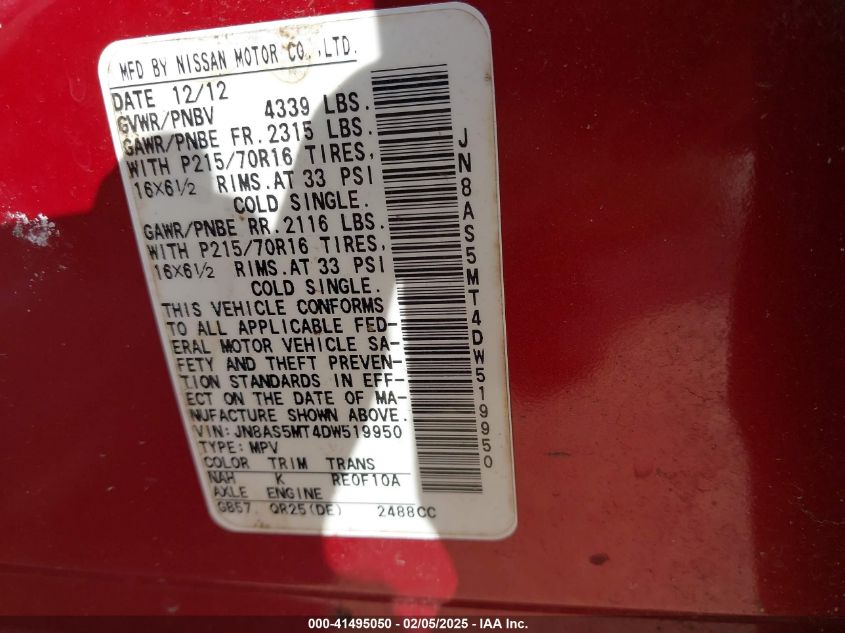 MFD BY NISSAN MOTOR CO.,LTD.
DATE 12/12
GVWR/PNBV 4339 LBS.
GAWR/PNBE FR.2315 LBS.
WITH P215/70R16 TIRES,
16X6½ RIMS.AT 33 PSI
COLD SINGLE.
GAWR/PNBE RR.2116 LBS.
WITH P215/70R16 TIRES,
16X6½ RIMS.AT 33 PSI
COLD SINGLE.
THIS VEHICLE CONFORMS
TO ALL APPLICABLE FED-
ERAL MOTOR VEHICLE SA-
FETY AND THEFT PREVEN-
TION STANDARDS IN EFF-
ECT ON THE DATE OF MA-
NUFACTURE SHOWN ABOVE.
VIN:JN8AS5MT4DW519950
TYPE:MPV
COLOR TRIM TRANS
NAH K RE0F10A
AXLE ENGINE
GB57 QR25(DE) 2488CC
JN8AS5MT4DW519950
000-41495050 - 02/05/2025 - IAA Inc.